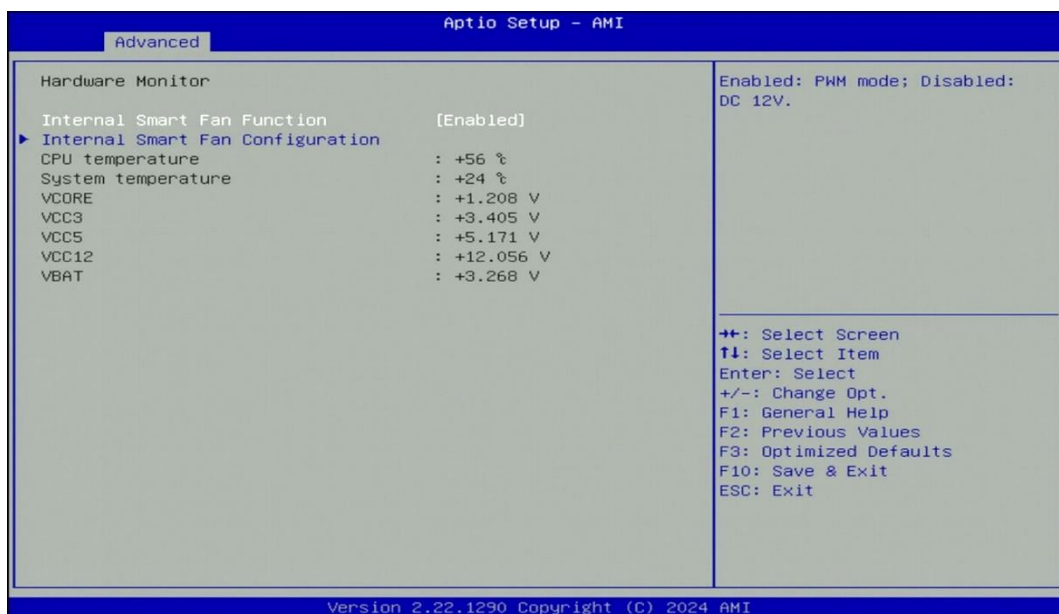 Aptio Setup – AMI
Advanced
Hardware Monitor
Internal Smart Fan Function [Enabled]
▶ Internal Smart Fan Configuration
CPU temperature : +56 ℃
System temperature : +24 ℃
VCORE : +1.208 V
VCC3 : +3.405 V
VCC5 : +5.171 V
VCC12 : +12.056 V
VBAT : +3.268 V
Enabled: PWM mode; Disabled:
DC 12V.
→←: Select Screen
↑↓: Select Item
Enter: Select
+/-: Change Opt.
F1: General Help
F2: Previous Values
F3: Optimized Defaults
F10: Save & Exit
ESC: Exit
Version 2.22.1290 Copyright (C) 2024 AMI